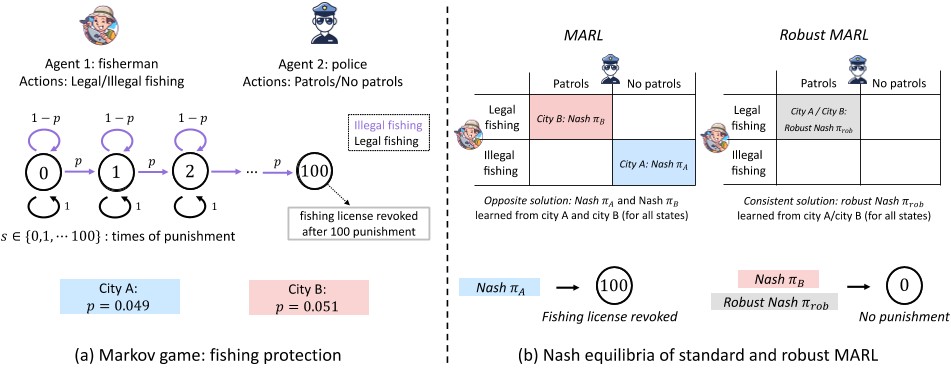 Agent 1: fisherman
Actions: Legal/Illegal fishing
Agent 2: police
Actions: Patrols/No patrols
1 − p
1 − p
1 − p
Illegal fishing
Legal fishing
0
p
1
p
2
...
p
100
1
1
1
fishing license revoked
after 100 punishment
s ∈ {0,1, ⋯ 100} : times of punishment
City A:
p = 0.049
City B:
p = 0.051
(a) Markov game: fishing protection
MARL
Patrols
No patrols
Legal
fishing
City B: Nash π_B
Illegal
fishing
City A: Nash π_A
Opposite solution: Nash π_A and Nash π_B
learned from city A and city B (for all states)
Robust MARL
Patrols
No patrols
Legal
fishing
City A / City B:
Robust Nash π_rob
Illegal
fishing
Consistent solution: robust Nash π_rob
learned from city A/city B (for all states)
Nash π_A
100
Fishing license revoked
Nash π_B
Robust Nash π_rob
0
No punishment
(b) Nash equilibria of standard and robust MARL